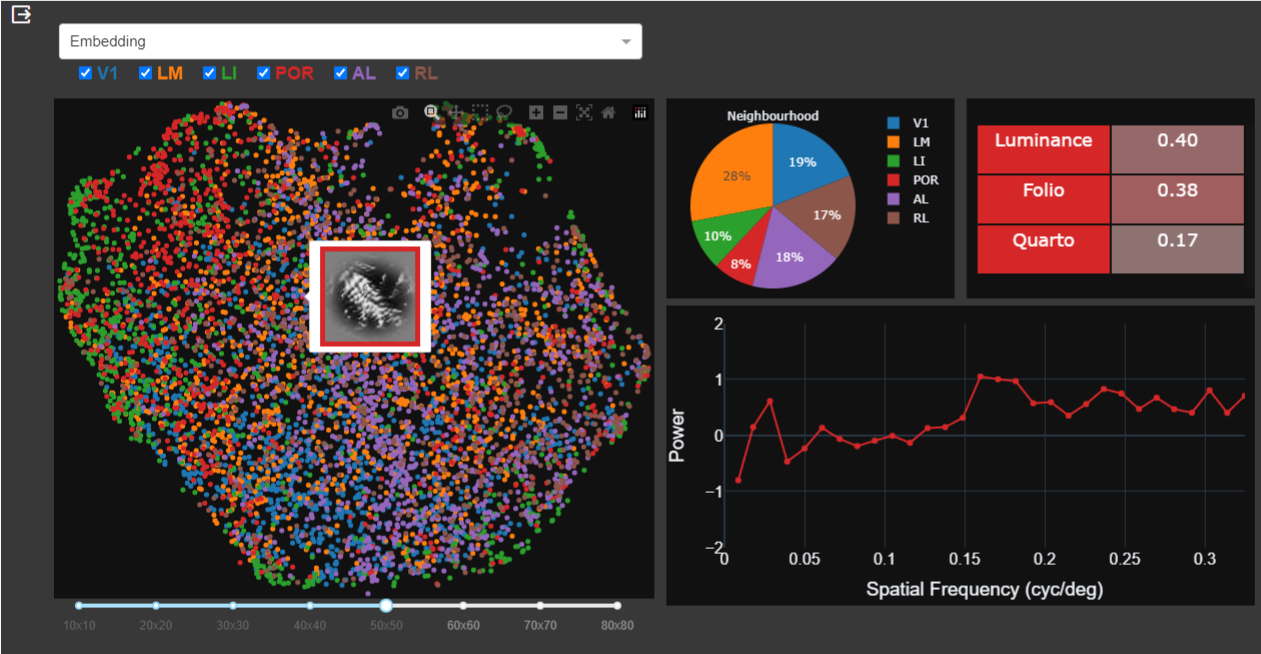 Embedding
V1 LM LI POR AL RL
Neighbourhood
19%
17%
18%
8%
10%
28%
V1
LM
LI
POR
AL
RL
Luminance 0.40
Folio 0.38
Quarto 0.17
2
1
0
−1
−2
Power
0 0.05 0.1 0.15 0.2 0.25 0.3
Spatial Frequency (cyc/deg)
10x10 20x20 30x30 40x40 50x50 60x60 70x70 80x80